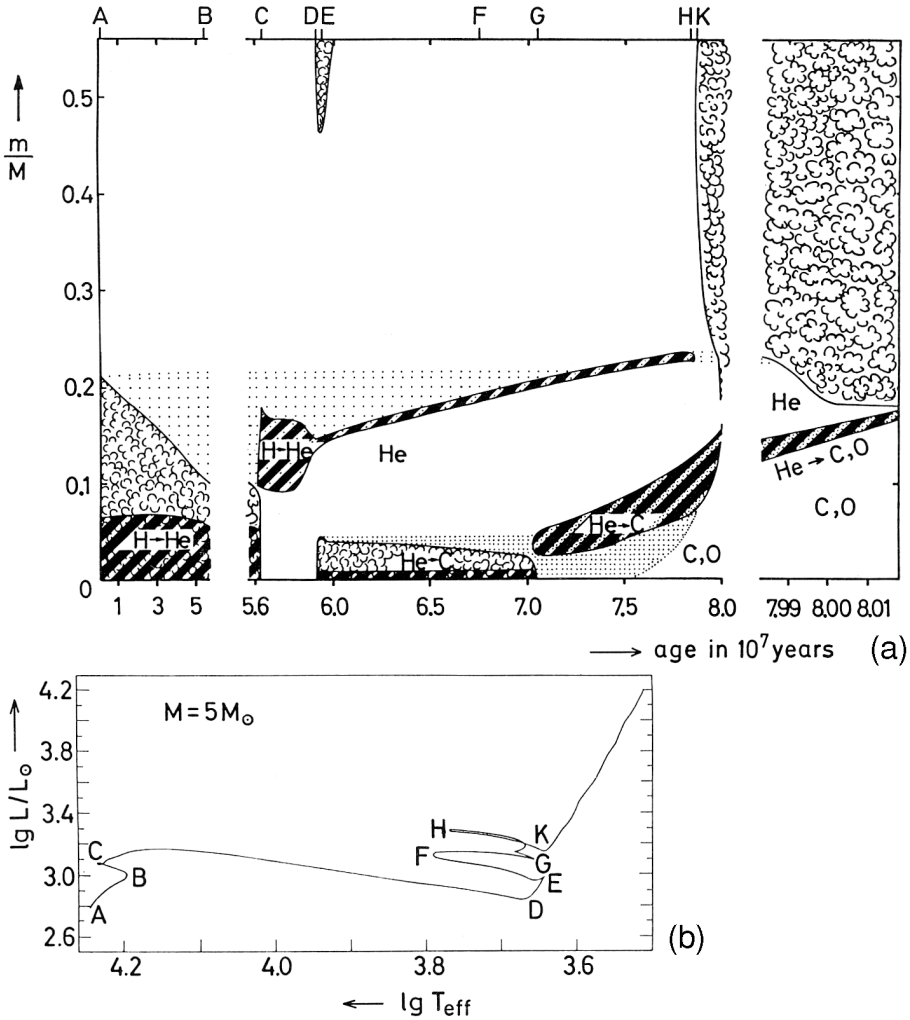 A B C D E F G H K
0.5
m/M
0.4
0.3
0.2
0.1
0
H→He
H→He
He
He-C
He→C
C,O
He
He→C,O
C,O
1 3 5 5.6 6.0 6.5 7.0 7.5 8.0 7.99 8.00 8.01
→ age in 10⁷ years (a)
4.2
3.8
3.4
3.0
2.6
lg L/L☉ →
M = 5M☉
H K
F G
C B E
A D
(b)
4.2 4.0 3.8 3.6
← lg Teff